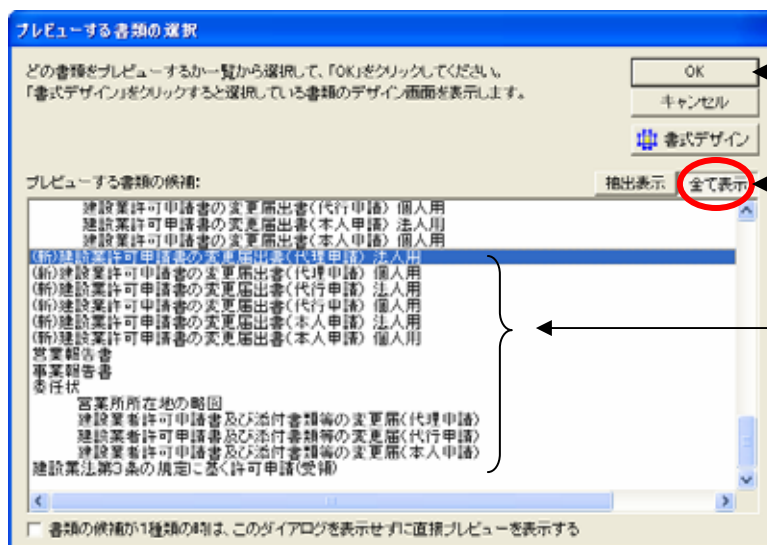 プレビューする書類の選択
どの書類をプレビューするか一覧から選択して、「OK」をクリックしてください。
「書式デザイン」をクリックすると選択している書類のデザイン画面を表示します。
OK
キャンセル
書式デザイン
プレビューする書類の候補:
抽出表示 全て表示
建設業許可申請書の変更届出書(代行申請) 個人用
建設業許可申請書の変更届出書(本人申請) 法人用
建設業許可申請書の変更届出書(本人申請) 個人用
(新)建設業許可申請書の変更届出書(代理申請) 法人用
(新)建設業許可申請書の変更届出書(代理申請) 個人用
(新)建設業許可申請書の変更届出書(代行申請) 法人用
(新)建設業許可申請書の変更届出書(代行申請) 個人用
(新)建設業許可申請書の変更届出書(本人申請) 法人用
(新)建設業許可申請書の変更届出書(本人申請) 個人用
営業報告書
事業報告書
委任状
営業所所在地の略図
建設業者許可申請書及び添付書類等の変更届(代理申請)
建設業者許可申請書及び添付書類等の変更届(代行申請)
建設業者許可申請書及び添付書類等の変更届(本人申請)
建設業法第3条の規定に基く許可申請(受領)
書類の候補が1種類の時は、このダイアログを表示せずに直接プレビューを表示する